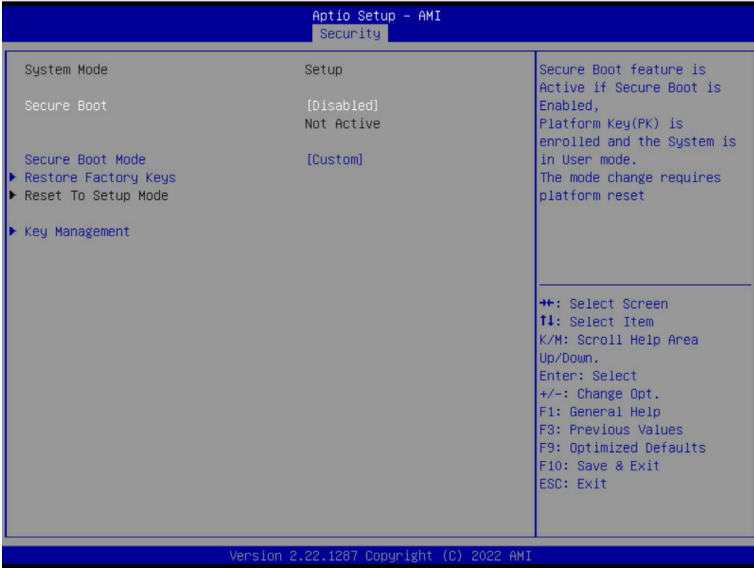 Aptio Setup - AMI
Security
System Mode Setup
Secure Boot [Disabled]
Not Active
Secure Boot Mode [Custom]
▶ Restore Factory Keys
▶ Reset To Setup Mode
▶ Key Management
Secure Boot feature is
Active if Secure Boot is
Enabled,
Platform Key(PK) is
enrolled and the System is
in User mode.
The mode change requires
platform reset
→←: Select Screen
↑↓: Select Item
K/M: Scroll Help Area
Up/Down.
Enter: Select
+/-: Change Opt.
F1: General Help
F3: Previous Values
F9: Optimized Defaults
F10: Save & Exit
ESC: Exit
Version 2.22.1287 Copyright (C) 2022 AMI